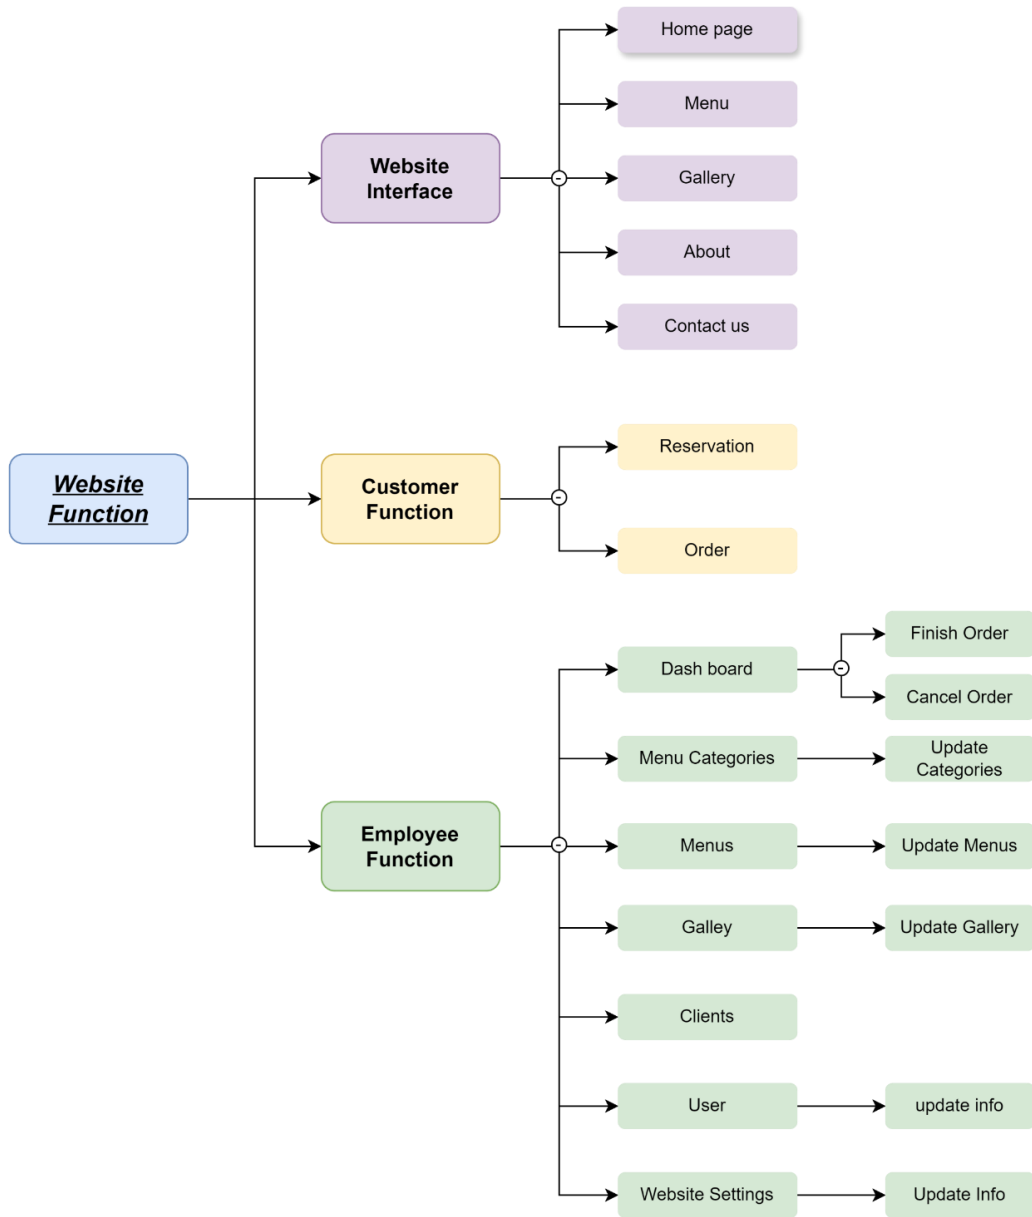 Home page
Menu
Website
Interface
Gallery
About
Contact us
Website
Function
Customer
Function
Reservation
Order
Employee
Function
Dash board
Finish Order
Cancel Order
Menu Categories
Update
Categories
Menus
Update Menus
Galley
Update Gallery
Clients
User
update info
Website Settings
Update Info